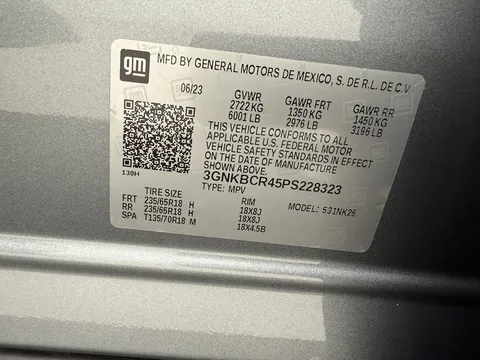 gm
MFD BY GENERAL MOTORS DE MEXICO, S. DE R.L. DE C.V
06/23 GVWR GAWR FRT GAWR RR
2722 KG 1350 KG 1450 KG
6001 LB 2976 LB 3196 LB
THIS VEHICLE CONFORMS TO ALL
APPLICABLE U.S. FEDERAL MOTOR
VEHICLE SAFETY STANDARDS IN
EFFECT ON THE DATE OF MANUFACTURE
SHOWN ABOVE.
130H
3GNKBCR45PS228323
TYPE: MPV
MODEL: 531NK26
TIRE SIZE RIM
FRT 235/65R18 H 18X8J
RR 235/65R18 H 18X8J
SPA T135/70R18 M 18X4.5B